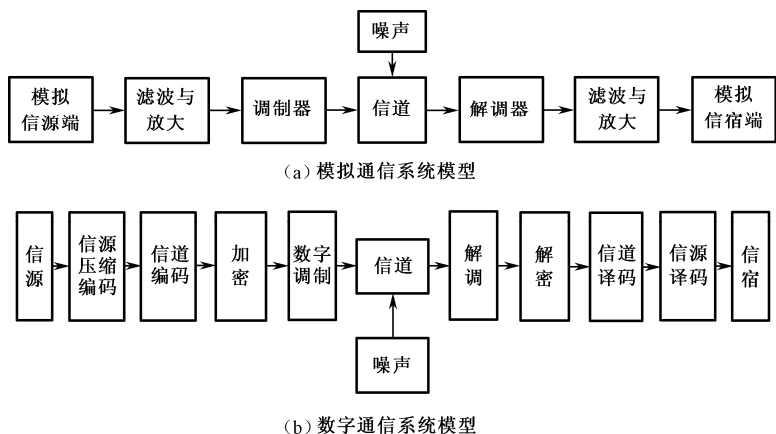 噪声
模拟
信源端
滤波与
放大
调制器
信道
解调器
滤波与
放大
模拟
信宿端
（a）模拟通信系统模型
信
源
信源
压缩
编码
信道
编码
加
密
数字
调制
信道
解
调
解
密
信道
译码
信源
译码
信
宿
噪声
（b）数字通信系统模型